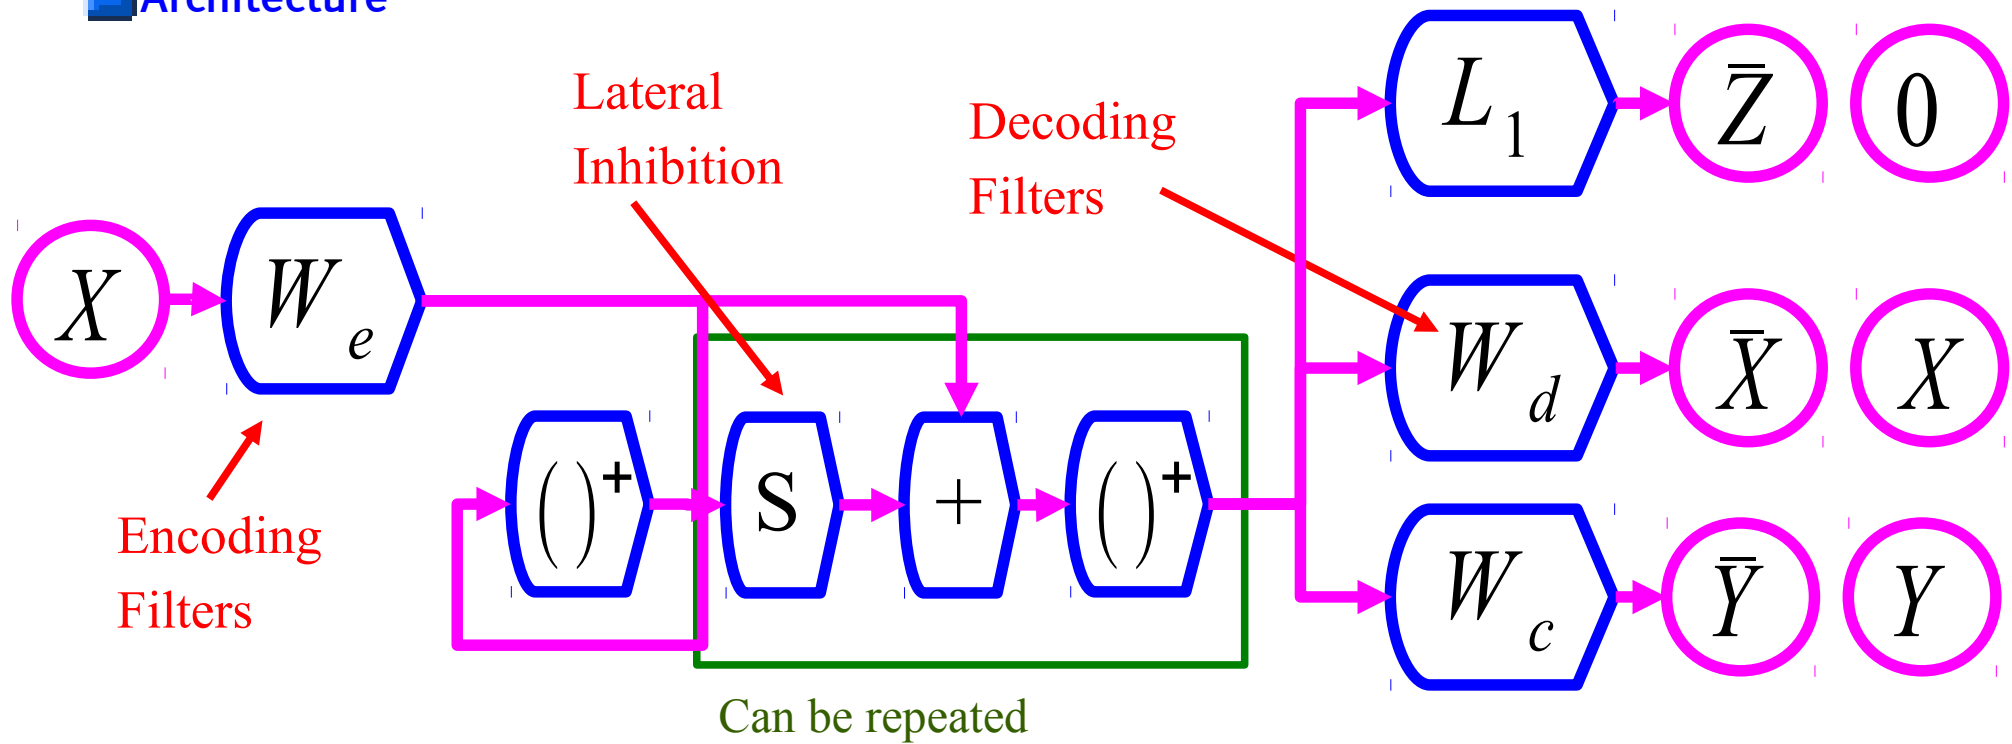 Architecture
Lateral
Inhibition
Decoding
Filters
L 1
Z̅
0
X
W e
W d
X̅
X
( )+
S
+
( )+
Encoding
Filters
W c
Y̅
Y
Can be repeated